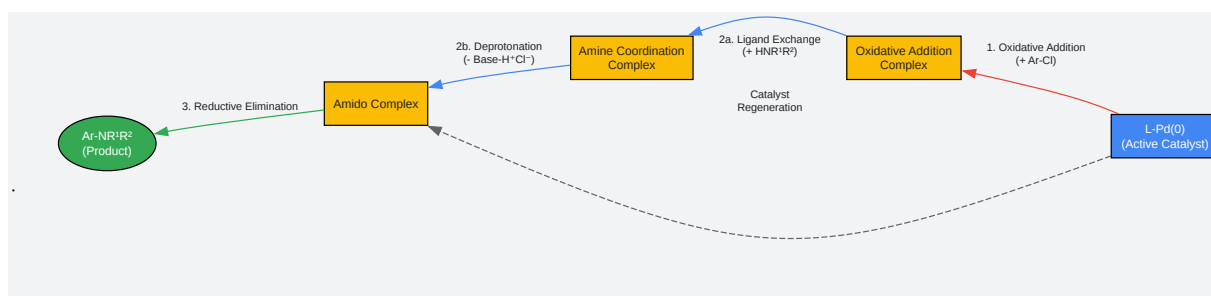 2b. Deprotonation
(- Base-H⁺Cl⁻)
Amine Coordination
Complex
2a. Ligand Exchange
(+ HNR¹R²)
Oxidative Addition
Complex
1. Oxidative Addition
(+ Ar-Cl)
3. Reductive Elimination
Amido Complex
Catalyst
Regeneration
Ar-NR¹R²
(Product)
L-Pd(0)
(Active Catalyst)
.